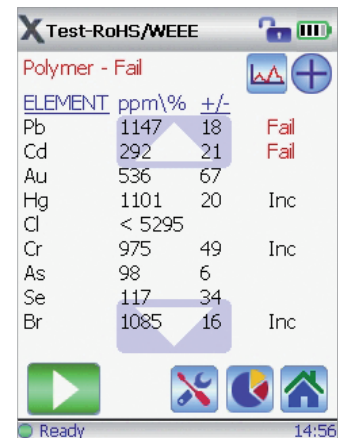 X Test-RoHS/WEEE
Polymer - Fail
ELEMENT ppm\% +/-
Pb 1147 18 Fail
Cd 292 21 Fail
Au 536 67
Hg 1101 20 Inc
Cl < 5295
Cr 975 49 Inc
As 98 6
Se 117 34
Br 1085 16 Inc
Ready 14:56